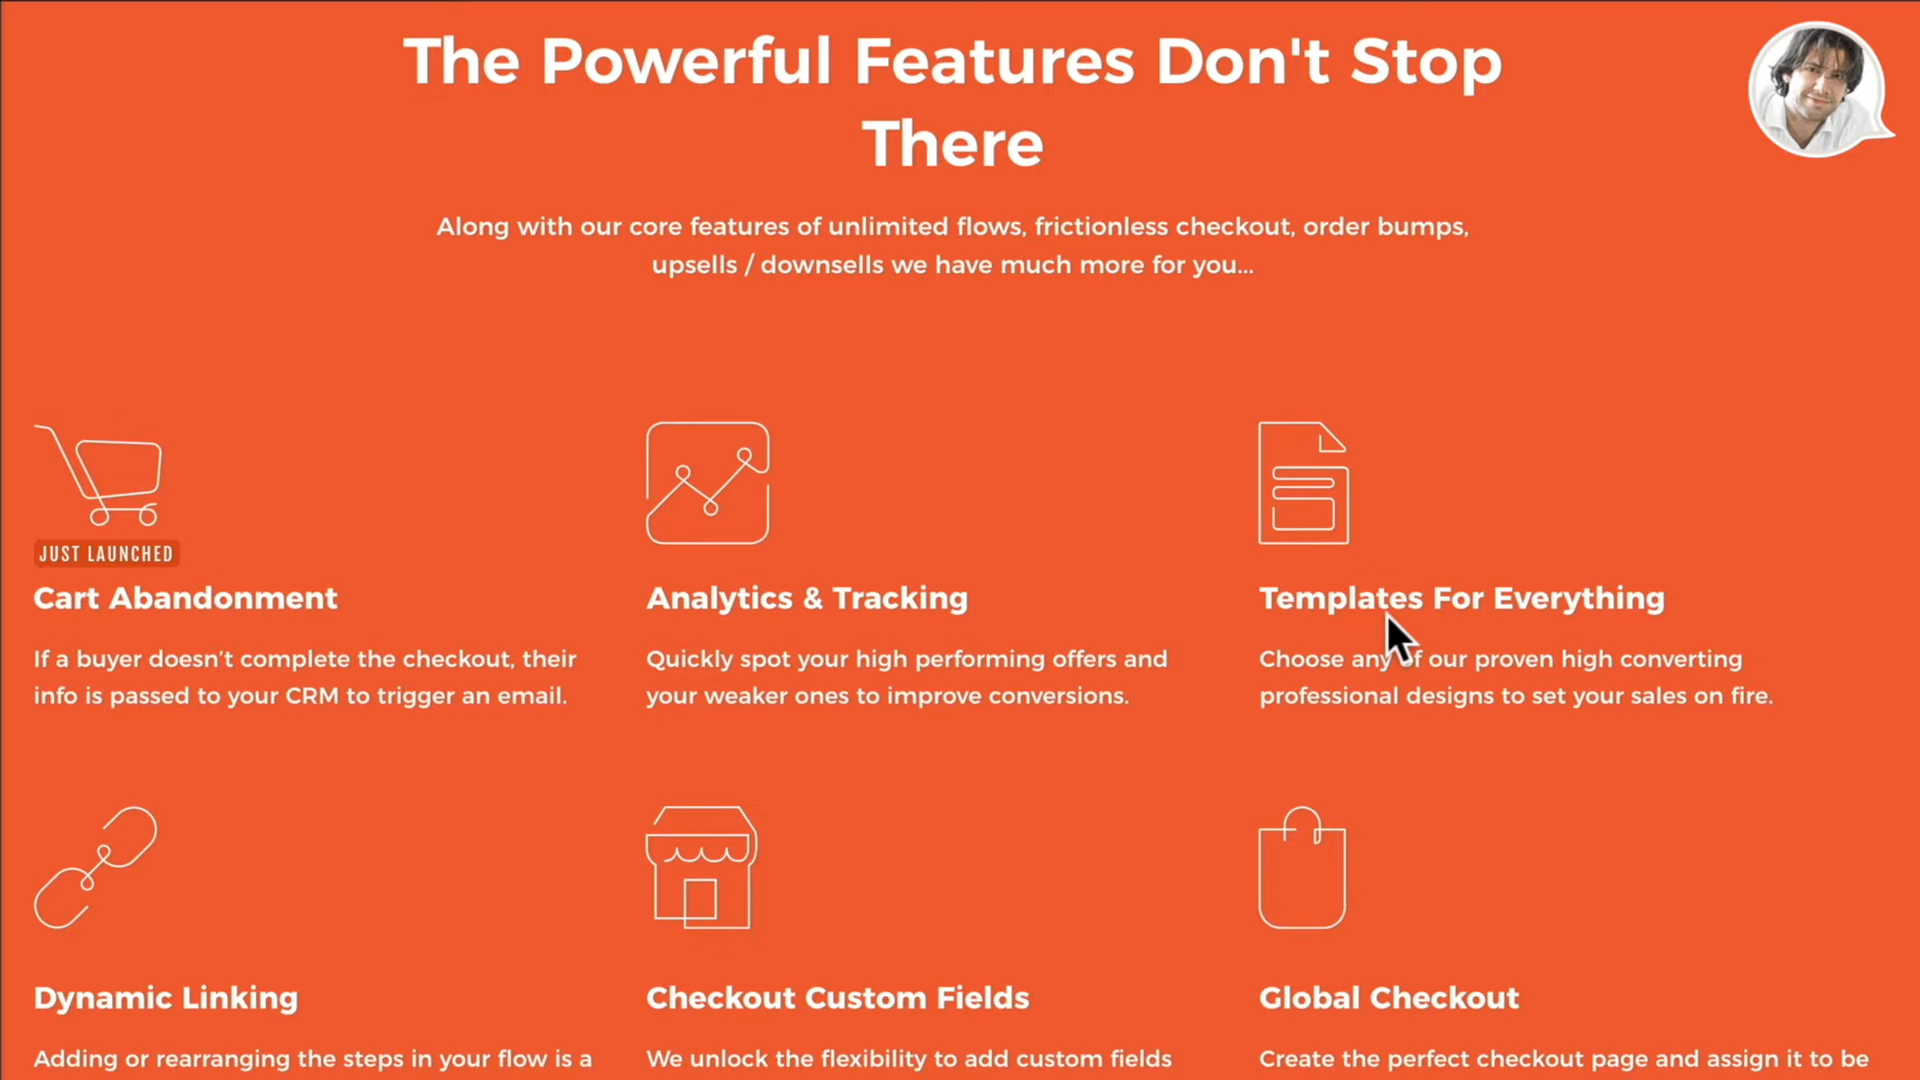 The Powerful Features Don't Stop
There
Along with our core features of unlimited flows, frictionless checkout, order bumps,
upsells / downsells we have much more for you...
JUST LAUNCHED
Cart Abandonment
If a buyer doesn’t complete the checkout, their
info is passed to your CRM to trigger an email.
Analytics & Tracking
Quickly spot your high performing offers and
your weaker ones to improve conversions.
Templates For Everything
Choose any of our proven high converting
professional designs to set your sales on fire.
Dynamic Linking
Adding or rearranging the steps in your flow is a
Checkout Custom Fields
We unlock the flexibility to add custom fields
Global Checkout
Create the perfect checkout page and assign it to be